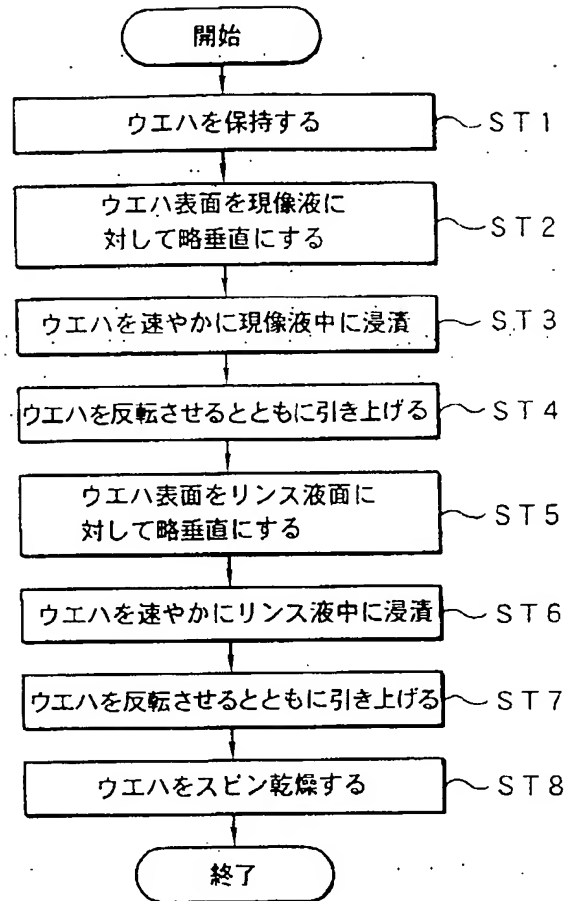 開始
ウエハを保持する
ST1
ウエハ表面を現像液に
対して略垂直にする
ST2
ウエハを速やかに現像液中に浸漬
ST3
ウエハを反転させるとともに引き上げる
ST4
ウエハ表面をリンス液面に
対して略垂直にする
ST5
ウエハを速やかにリンス液中に浸漬
ST6
ウエハを反転させるとともに引き上げる
ST7
ウエハをスピン乾燥する
ST8
終了